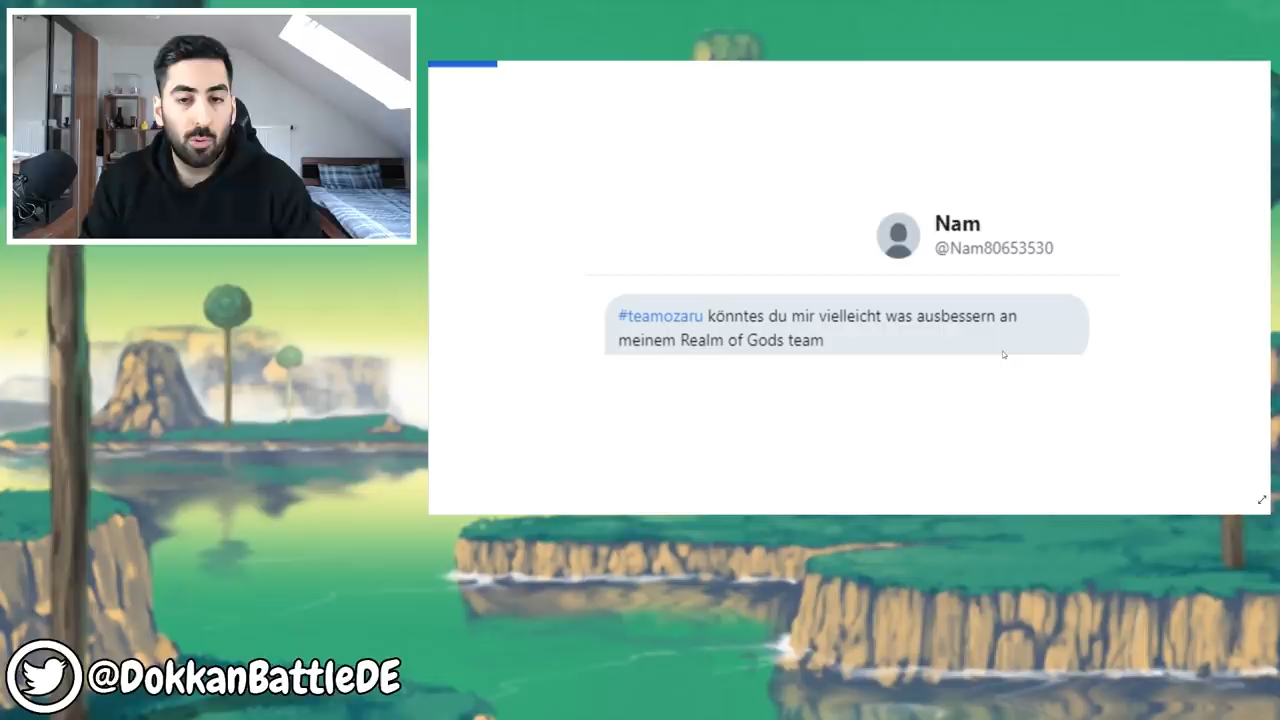 Nam
@Nam80653530
#teamozaru könntes du mir vielleicht was ausbessern an
meinem Realm of Gods team
@DokkanBattleDE